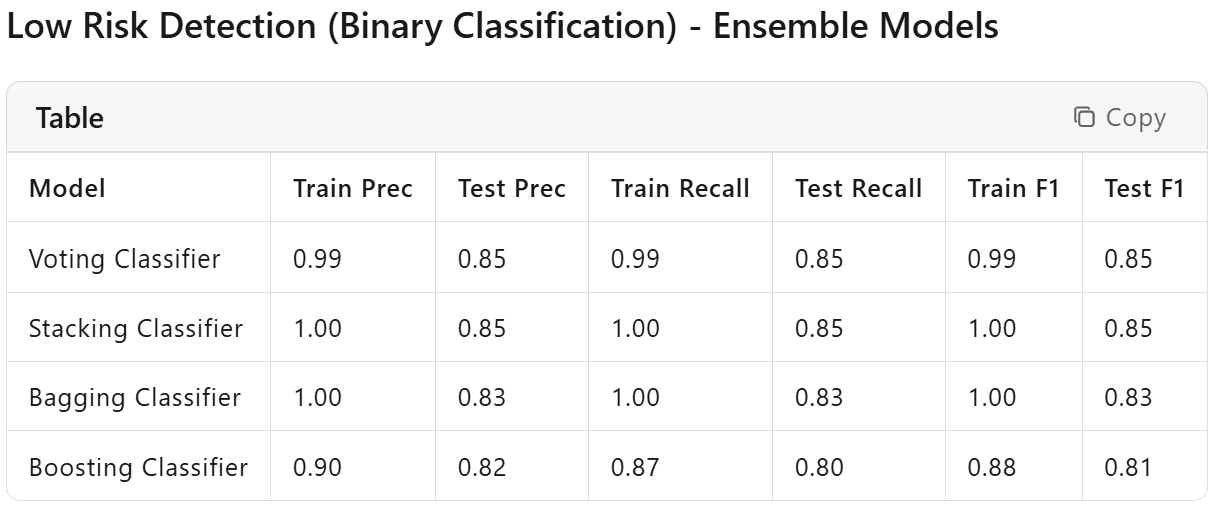 Low Risk Detection (Binary Classification) - Ensemble Models
Table
Copy
Model Train Prec Test Prec Train Recall Test Recall Train F1 Test F1
Voting Classifier 0.99 0.85 0.99 0.85 0.99 0.85
Stacking Classifier 1.00 0.85 1.00 0.85 1.00 0.85
Bagging Classifier 1.00 0.83 1.00 0.83 1.00 0.83
Boosting Classifier 0.90 0.82 0.87 0.80 0.88 0.81